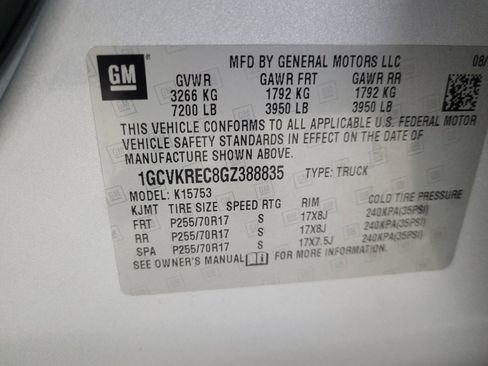 GM
MFD BY GENERAL MOTORS LLC 08/
GVWR GAWR FRT GAWR RR
3266 KG 1792 KG 1792 KG
7200 LB 3950 LB 3950 LB
THIS VEHICLE CONFORMS TO ALL APPLICABLE U.S. FEDERAL MOTOR
VEHICLE SAFETY STANDARDS IN EFFECT ON THE DATE OF
MANUFACTURE SHOWN ABOVE.
1GCVKREC8GZ388835 TYPE: TRUCK
MODEL: K15753
KJMT TIRE SIZE SPEED RTG RIM COLD TIRE PRESSURE
FRT P255/70R17 S 17X8J 240KPA(35PSI)
RR P255/70R17 S 17X8J 240KPA(35PSI)
SPA P255/70R17 S 17X7.5J 240KPA(35PSI)
SEE OWNER'S MANUAL FOR MORE INFORMATION.